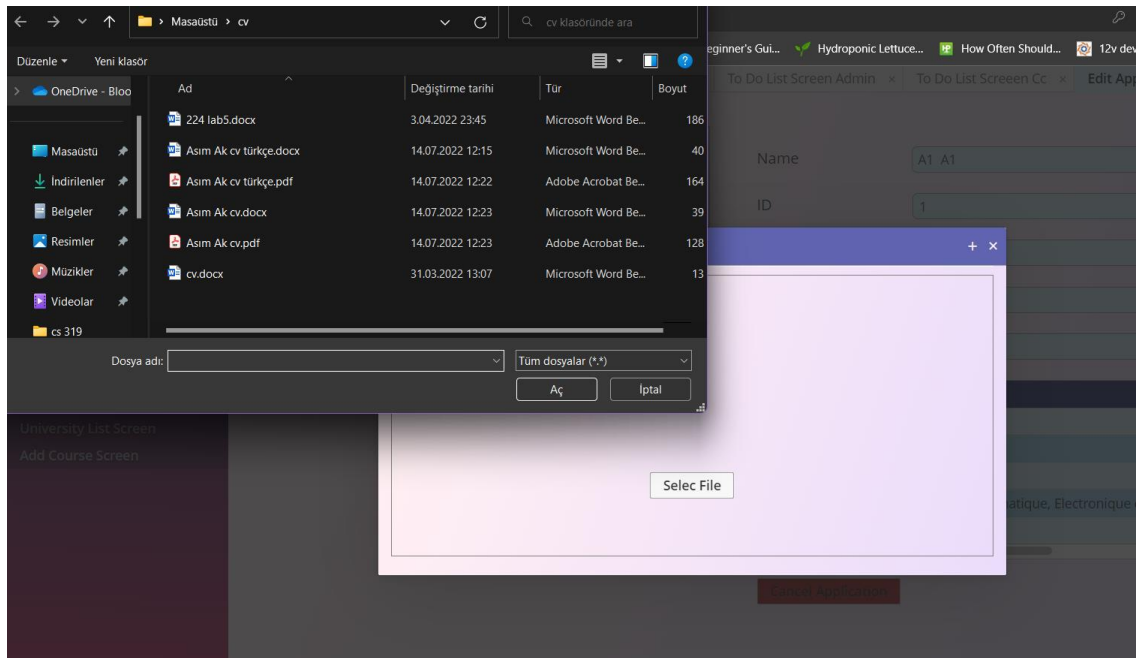 Masaüstü › cv
cv klasöründe ara
Düzenle Yeni klasör
eginner's Gui... Hydroponic Lettuce... How Often Should... 12v dev
To Do List Screen Admin × To Do List Screeen Cc × Edit App
OneDrive - Bloo
Ad Değiştirme tarihi Tür Boyut
224 lab5.docx 3.04.2022 23:45 Microsoft Word Be... 186
Masaüstü Asım Ak cv türkçe.docx 14.07.2022 12:15 Microsoft Word Be... 40
Name A1 A1
İndirilenler Asım Ak cv türkçe.pdf 14.07.2022 12:22 Adobe Acrobat Be... 164
Belgeler Asım Ak cv.docx 14.07.2022 12:23 Microsoft Word Be... 39
ID 1
Resimler Asım Ak cv.pdf 14.07.2022 12:23 Adobe Acrobat Be... 128
Müzikler cv.docx 31.03.2022 13:07 Microsoft Word Be... 13
Videolar
cs 319
Dosya adı: Tüm dosyalar (*.*)
Aç İptal
University List Screen
Add Course Screen
Selec File
atique, Electronique
Cancel Application